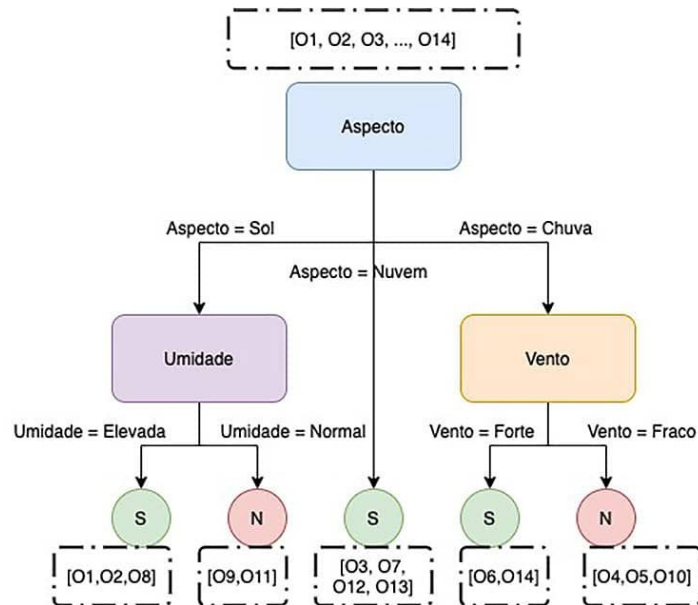 [O1, O2, O3, ..., O14]
Aspecto
Aspecto = Sol
Aspecto = Chuva
Aspecto = Nuvem
Umidade
Vento
Umidade = Elevada
Umidade = Normal
Vento = Forte
Vento = Fraco
S
N
S
S
N
[O1,O2,O8]
[O9,O11]
[O3, O7,
O12, O13]
[O6,O14]
[O4,O5,O10]